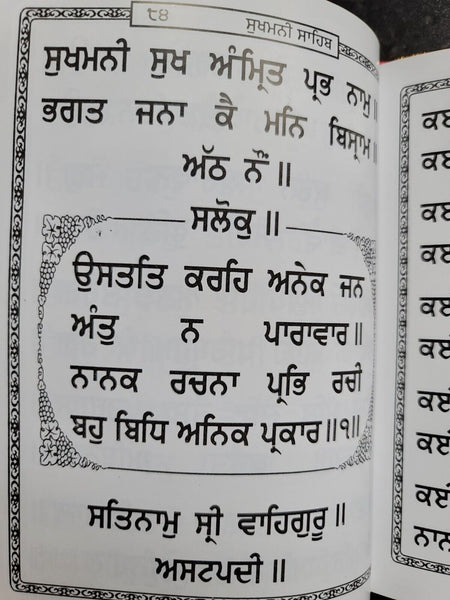 ੮੪
ਸੁਖਮਨੀ ਸਾਹਿਬ
ਸੁਖਮਨੀ ਸੁਖ ਅੰਮ੍ਰਿਤ ਪ੍ਰਭ ਨਾਮੁ॥
ਭਗਤ ਜਨਾ ਕੈ ਮਨਿ ਬਿਸ੍ਰਾਮ॥
ਅੱਠ ਨੌਂ ॥
ਸਲੋਕੁ ॥
ਉਸਤਤਿ ਕਰਹਿ ਅਨੇਕ ਜਨ
ਅੰਤੁ ਨ ਪਾਰਾਵਾਰ॥
ਨਾਨਕ ਰਚਨਾ ਪ੍ਰਭਿ ਰਚੀ
ਬਹੁ ਬਿਧਿ ਅਨਿਕ ਪ੍ਰਕਾਰ॥੧॥
ਸਤਿਨਾਮੁ ਸ੍ਰੀ ਵਾਹਿਗੁਰੂ ॥
ਅਸਟਪਦੀ ॥